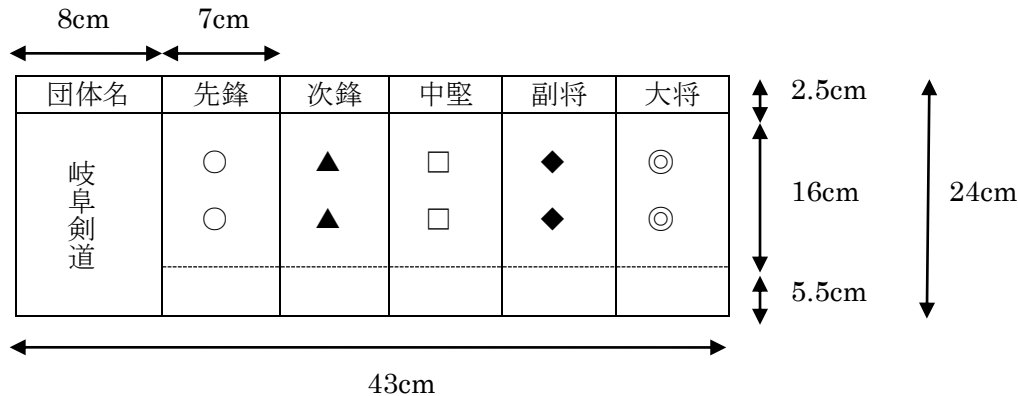 8cm 7cm
団体名 先鋒 次鋒 中堅 副将 大将
2.5cm
岐阜剣道
○ ▲ □ ◆ ◎
○ ▲ □ ◆ ◎
16cm
24cm
5.5cm
43cm